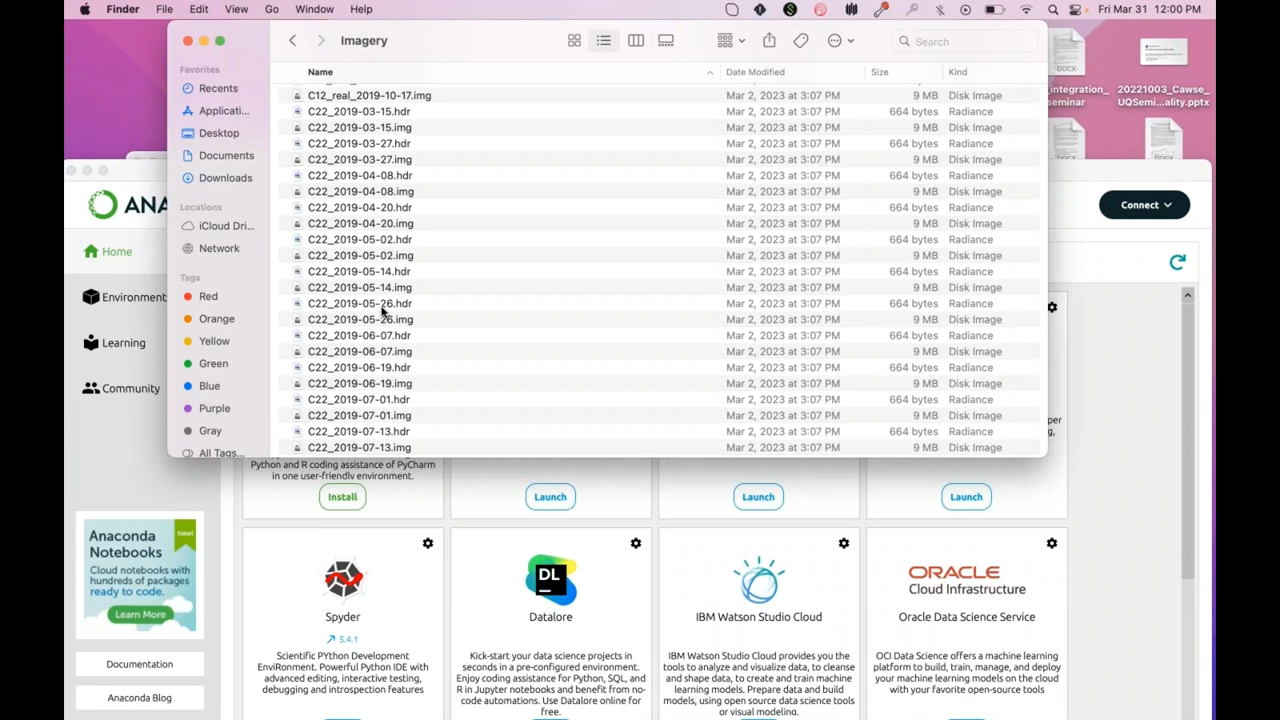 Finder File Edit View Go Window Help
Fri Mar 31 12:00 PM
Imagery
Search
Favorites
Recents
Applicati...
Desktop
Documents
Downloads
Locations
iCloud Dri...
Network
Tags
Red
Orange
Yellow
Green
Blue
Purple
Gray
All Tags...
Name Date Modified Size Kind
C12_real_2019-10-17.img Mar 2, 2023 at 3:07 PM 9 MB Disk Image
C22_2019-03-15.hdr Mar 2, 2023 at 3:07 PM 664 bytes Radiance
C22_2019-03-15.img Mar 2, 2023 at 3:07 PM 9 MB Disk Image
C22_2019-03-27.hdr Mar 2, 2023 at 3:07 PM 664 bytes Radiance
C22_2019-03-27.img Mar 2, 2023 at 3:07 PM 9 MB Disk Image
C22_2019-04-08.hdr Mar 2, 2023 at 3:07 PM 664 bytes Radiance
C22_2019-04-08.img Mar 2, 2023 at 3:07 PM 9 MB Disk Image
C22_2019-04-20.hdr Mar 2, 2023 at 3:07 PM 664 bytes Radiance
C22_2019-04-20.img Mar 2, 2023 at 3:07 PM 9 MB Disk Image
C22_2019-05-02.hdr Mar 2, 2023 at 3:07 PM 664 bytes Radiance
C22_2019-05-02.img Mar 2, 2023 at 3:07 PM 9 MB Disk Image
C22_2019-05-14.hdr Mar 2, 2023 at 3:07 PM 664 bytes Radiance
C22_2019-05-14.img Mar 2, 2023 at 3:07 PM 9 MB Disk Image
C22_2019-05-26.hdr Mar 2, 2023 at 3:07 PM 664 bytes Radiance
C22_2019-05-26.img Mar 2, 2023 at 3:07 PM 9 MB Disk Image
C22_2019-06-07.hdr Mar 2, 2023 at 3:07 PM 664 bytes Radiance
C22_2019-06-07.img Mar 2, 2023 at 3:07 PM 9 MB Disk Image
C22_2019-06-19.hdr Mar 2, 2023 at 3:07 PM 664 bytes Radiance
C22_2019-06-19.img Mar 2, 2023 at 3:07 PM 9 MB Disk Image
C22_2019-07-01.hdr Mar 2, 2023 at 3:07 PM 664 bytes Radiance
C22_2019-07-01.img Mar 2, 2023 at 3:07 PM 9 MB Disk Image
C22_2019-07-13.hdr Mar 2, 2023 at 3:07 PM 664 bytes Radiance
C22_2019-07-13.img Mar 2, 2023 at 3:07 PM 9 MB Disk Image
DOCX
integration_
seminar
20221003_Cawse_
UQSemi...ality.pptx
DOCX
ANA
Connect
Home
Environment
Learning
Community
Python and R coding assistance of PyCharm
in one user-friendly environment.
Install
Launch
Launch
Launch
Anaconda
Notebooks
New!
Cloud notebooks with
hundreds of packages
ready to code.
Learn More
Documentation
Anaconda Blog
Spyder
5.4.1
Scientific PYthon Development
EnviRonment. Powerful Python IDE with
advanced editing, interactive testing,
debugging and introspection features
DL
Datalore
Kick-start your data science projects in
seconds in a pre-configured environment.
Enjoy coding assistance for Python, SQL, and
R in Jupyter notebooks and benefit from no-
code automations. Use Datalore online for
free.
IBM Watson Studio Cloud
IBM Watson Studio Cloud provides you the
tools to analyze and visualize data, to cleanse
and shape data, to create and train machine
learning models. Prepare data and build
models, using open source data science tools
or visual modeling.
ORACLE
Cloud Infrastructure
Oracle Data Science Service
OCI Data Science offers a machine learning
platform to build, train, manage, and deploy
your machine learning models on the cloud
with your favorite open-source tools